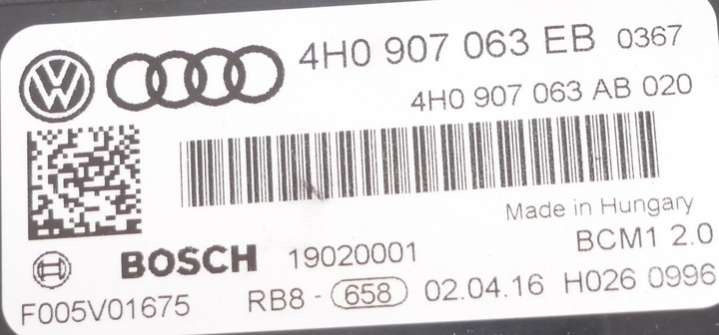 4H0 907 063 EB 0367
4H0 907 063 AB 020
Made in Hungary
BCM1 2.0
BOSCH 19020001
F005V01675 RB8 - 658 02.04.16 H026 0996